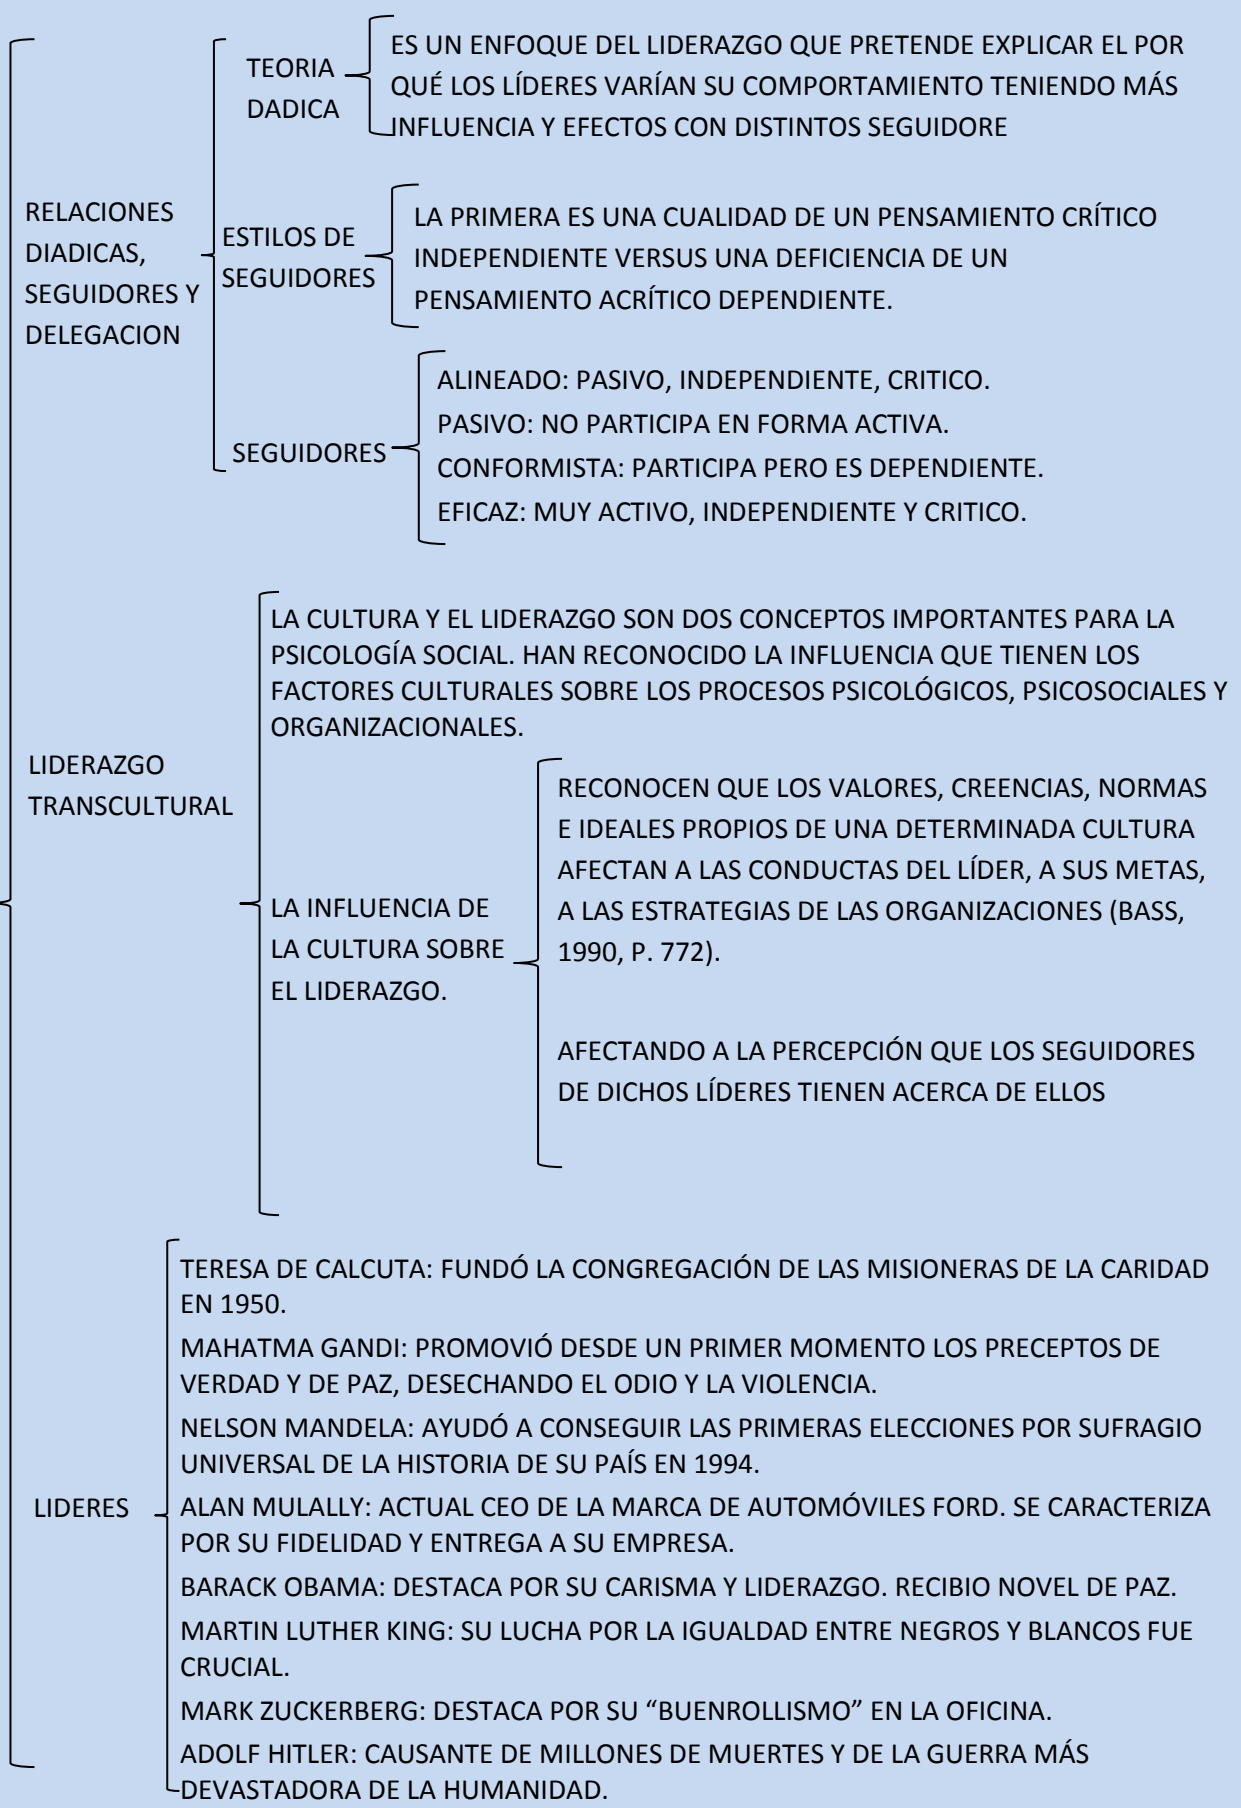 TEORIA
DADICA
ES UN ENFOQUE DEL LIDERAZGO QUE PRETENDE EXPLICAR EL POR
QUÉ LOS LÍDERES VARÍAN SU COMPORTAMIENTO TENIENDO MÁS
INFLUENCIA Y EFECTOS CON DISTINTOS SEGUIDORE
RELACIONES
DIADICAS,
SEGUIDORES Y
DELEGACION
ESTILOS DE
SEGUIDORES
LA PRIMERA ES UNA CUALIDAD DE UN PENSAMIENTO CRÍTICO
INDEPENDIENTE VERSUS UNA DEFICIENCIA DE UN
PENSAMIENTO ACRÍTICO DEPENDIENTE.
SEGUIDORES
ALINEADO: PASIVO, INDEPENDIENTE, CRITICO.
PASIVO: NO PARTICIPA EN FORMA ACTIVA.
CONFORMISTA: PARTICIPA PERO ES DEPENDIENTE.
EFICAZ: MUY ACTIVO, INDEPENDIENTE Y CRITICO.
LIDERAZGO
TRANSCULTURAL
LA CULTURA Y EL LIDERAZGO SON DOS CONCEPTOS IMPORTANTES PARA LA
PSICOLOGÍA SOCIAL. HAN RECONOCIDO LA INFLUENCIA QUE TIENEN LOS
FACTORES CULTURALES SOBRE LOS PROCESOS PSICOLÓGICOS, PSICOSOCIALES Y
ORGANIZACIONALES.
LA INFLUENCIA DE
LA CULTURA SOBRE
EL LIDERAZGO.
RECONOCEN QUE LOS VALORES, CREENCIAS, NORMAS
E IDEALES PROPIOS DE UNA DETERMINADA CULTURA
AFECTAN A LAS CONDUCTAS DEL LÍDER, A SUS METAS,
A LAS ESTRATEGIAS DE LAS ORGANIZACIONES (BASS,
1990, P. 772).
AFECTANDO A LA PERCEPCIÓN QUE LOS SEGUIDORES
DE DICHOS LÍDERES TIENEN ACERCA DE ELLOS
LIDERES
TERESA DE CALCUTA: FUNDÓ LA CONGREGACIÓN DE LAS MISIONERAS DE LA CARIDAD
EN 1950.
MAHATMA GANDI: PROMOVIÓ DESDE UN PRIMER MOMENTO LOS PRECEPTOS DE
VERDAD Y DE PAZ, DESECHANDO EL ODIO Y LA VIOLENCIA.
NELSON MANDELA: AYUDÓ A CONSEGUIR LAS PRIMERAS ELECCIONES POR SUFRAGIO
UNIVERSAL DE LA HISTORIA DE SU PAÍS EN 1994.
ALAN MULALLY: ACTUAL CEO DE LA MARCA DE AUTOMÓVILES FORD. SE CARACTERIZA
POR SU FIDELIDAD Y ENTREGA A SU EMPRESA.
BARACK OBAMA: DESTACA POR SU CARISMA Y LIDERAZGO. RECIBIO NOVEL DE PAZ.
MARTIN LUTHER KING: SU LUCHA POR LA IGUALDAD ENTRE NEGROS Y BLANCOS FUE
CRUCIAL.
MARK ZUCKERBERG: DESTACA POR SU “BUENROLLISMO” EN LA OFICINA.
ADOLF HITLER: CAUSANTE DE MILLONES DE MUERTES Y DE LA GUERRA MÁS
DEVASTADORA DE LA HUMANIDAD.